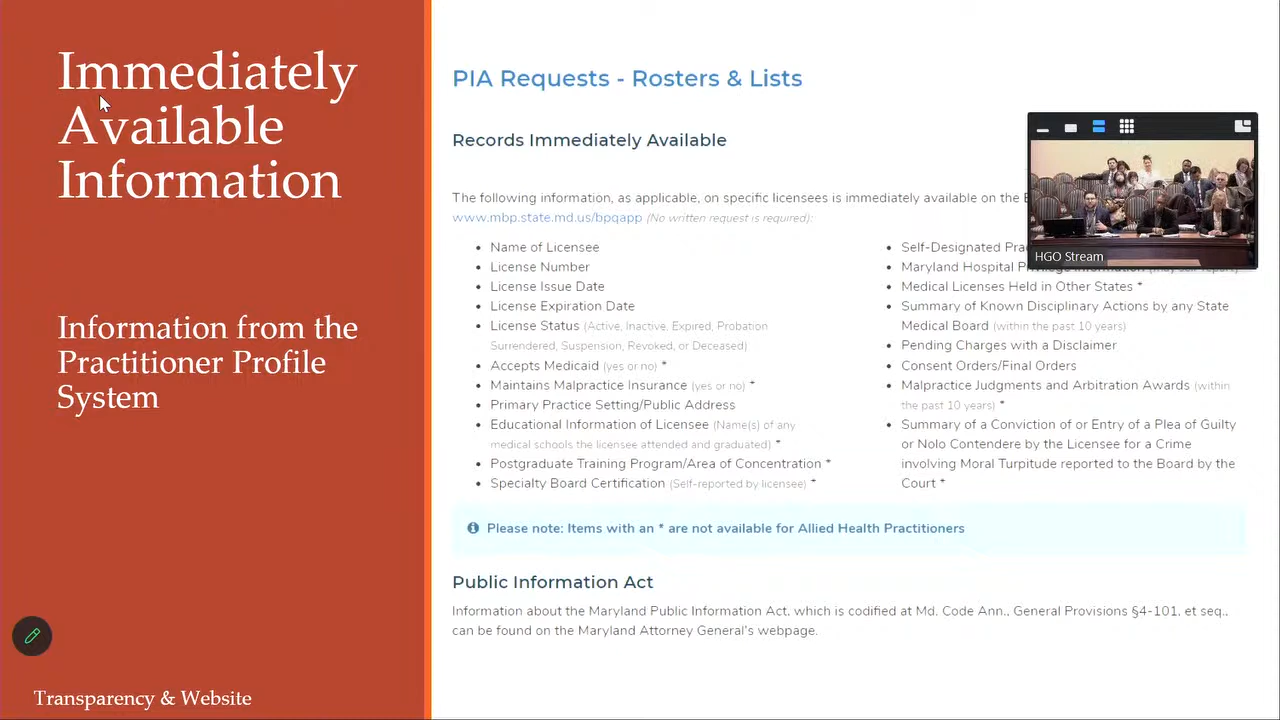 Immediately
Available
Information
Information from the
Practitioner Profile
System
Transparency & Website
PIA Requests - Rosters & Lists
Records Immediately Available
The following information, as applicable, on specific licensees is immediately available on the
www.mbp.state.md.us/bpqapp (No written request is required):
• Name of Licensee
• License Number
• License Issue Date
• License Expiration Date
• License Status (Active, Inactive, Expired, Probation
Surrendered, Suspension, Revoked, or Deceased)
• Accepts Medicaid (yes or no) *
• Maintains Malpractice Insurance (yes or no) *
• Primary Practice Setting/Public Address
• Educational Information of Licensee (Name(s) of any
medical schools the licensee attended and graduated) *
• Postgraduate Training Program/Area of Concentration *
• Specialty Board Certification (Self-reported by licensee) *
• Self-Designated
• Maryland Hospital
• Medical Licenses Held in Other States *
• Summary of Known Disciplinary Actions by any State
Medical Board (within the past 10 years)
• Pending Charges with a Disclaimer
• Consent Orders/Final Orders
• Malpractice Judgments and Arbitration Awards (within
the past 10 years) *
• Summary of a Conviction of or Entry of a Plea of Guilty
or Nolo Contendere by the Licensee for a Crime
involving Moral Turpitude reported to the Board by the
Court *
HGO Stream
Please note: Items with an * are not available for Allied Health Practitioners
Public Information Act
Information about the Maryland Public Information Act, which is codified at Md. Code Ann., General Provisions §4-101, et seq.,
can be found on the Maryland Attorney General's webpage.